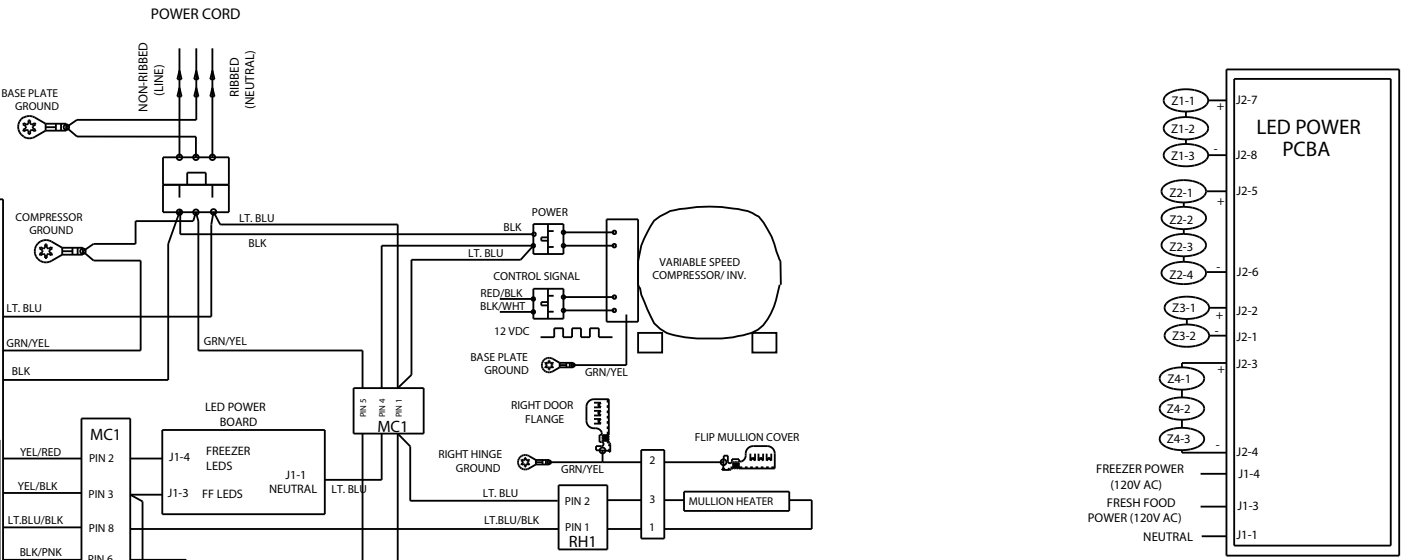 POWER CORD
NON-RIBBED
(LINE)
RIBBED
(NEUTRAL)
BASE PLATE
GROUND
COMPRESSOR
GROUND
LT. BLU
BLK
LT. BLU
GRN/YEL
GRN/YEL
BLK
POWER
BLK
LT. BLU
CONTROL SIGNAL
RED/BLK
BLK/WHT
12 VDC
VARIABLE SPEED
COMPRESSOR/ INV.
BASE PLATE
GROUND
GRN/YEL
PIN 5
PIN 4
PIN 1
MC1
LED POWER
BOARD
MC1
YEL/RED
PIN 2
J1-4
FREEZER
LEDS
YEL/BLK
PIN 3
J1-3
FF LEDS
J1-1
NEUTRAL
LT. BLU
LT.BLU/BLK
PIN 8
BLK/PNK
PIN 6
RIGHT DOOR
FLANGE
RIGHT HINGE
GROUND
GRN/YEL
FLIP MULLION COVER
2
LT. BLU
PIN 2
3
MULLION HEATER
LT.BLU/BLK
PIN 1
1
RH1
LED POWER
PCBA
Z1-1
+
J2-7
Z1-2
Z1-3
-
J2-8
Z2-1
+
J2-5
Z2-2
Z2-3
Z2-4
-
J2-6
Z3-1
+
J2-2
Z3-2
-
J2-1
J2-3
+
Z4-1
Z4-2
Z4-3
-
J2-4
FREEZER POWER
(120V AC)
J1-4
FRESH FOOD
POWER (120V AC)
J1-3
NEUTRAL
J1-1